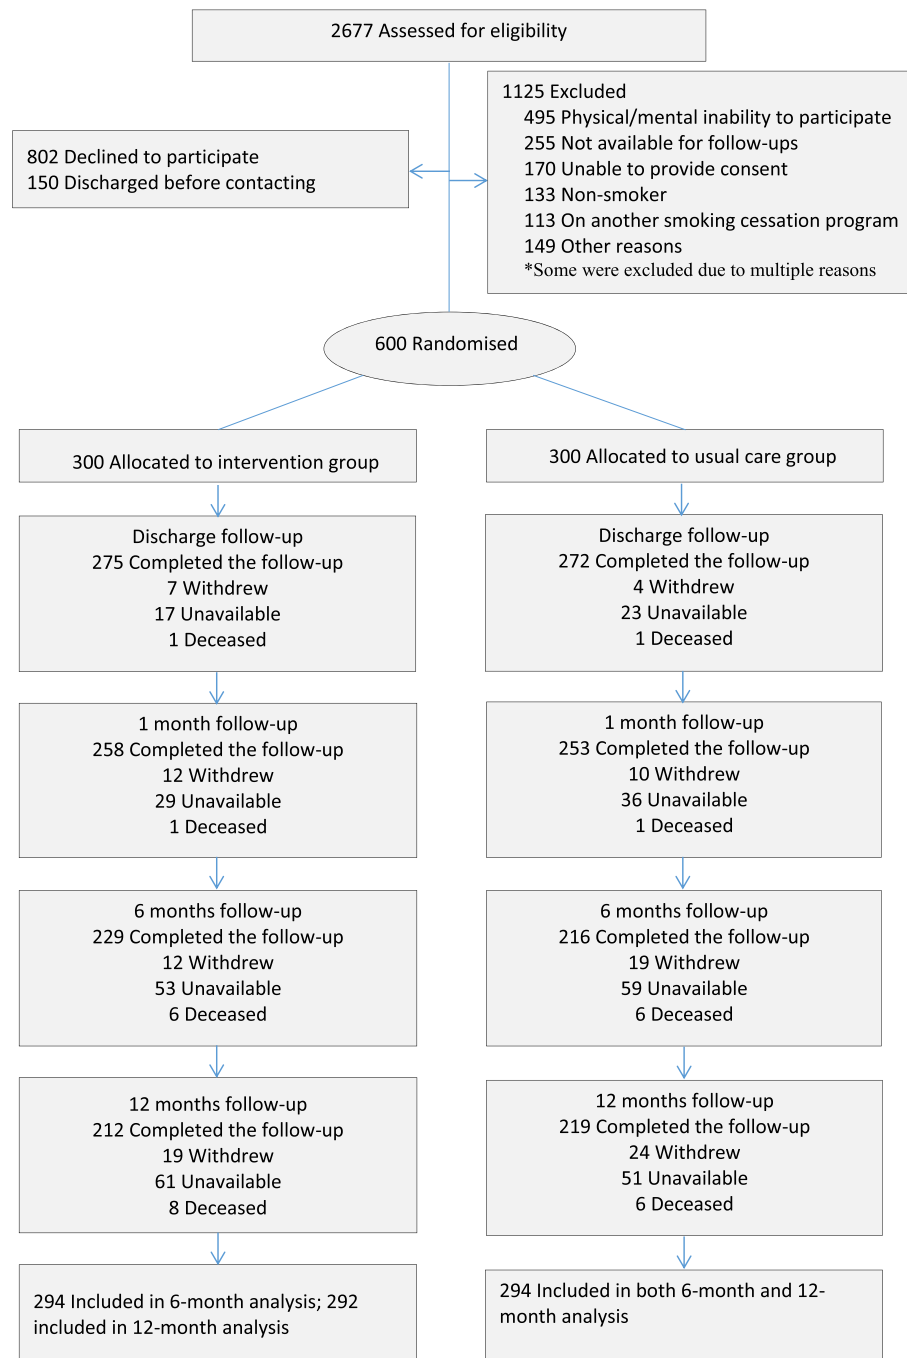 2677 Assessed for eligibility
1125 Excluded
495 Physical/mental inability to participate
255 Not available for follow-ups
170 Unable to provide consent
133 Non-smoker
113 On another smoking cessation program
149 Other reasons
*Some were excluded due to multiple reasons
802 Declined to participate
150 Discharged before contacting
600 Randomised
300 Allocated to intervention group
300 Allocated to usual care group
Discharge follow-up
275 Completed the follow-up
7 Withdrew
17 Unavailable
1 Deceased
Discharge follow-up
272 Completed the follow-up
4 Withdrew
23 Unavailable
1 Deceased
1 month follow-up
258 Completed the follow-up
12 Withdrew
29 Unavailable
1 Deceased
1 month follow-up
253 Completed the follow-up
10 Withdrew
36 Unavailable
1 Deceased
6 months follow-up
229 Completed the follow-up
12 Withdrew
53 Unavailable
6 Deceased
6 months follow-up
216 Completed the follow-up
19 Withdrew
59 Unavailable
6 Deceased
12 months follow-up
212 Completed the follow-up
19 Withdrew
61 Unavailable
8 Deceased
12 months follow-up
219 Completed the follow-up
24 Withdrew
51 Unavailable
6 Deceased
294 Included in 6-month analysis; 292
included in 12-month analysis
294 Included in both 6-month and 12-
month analysis